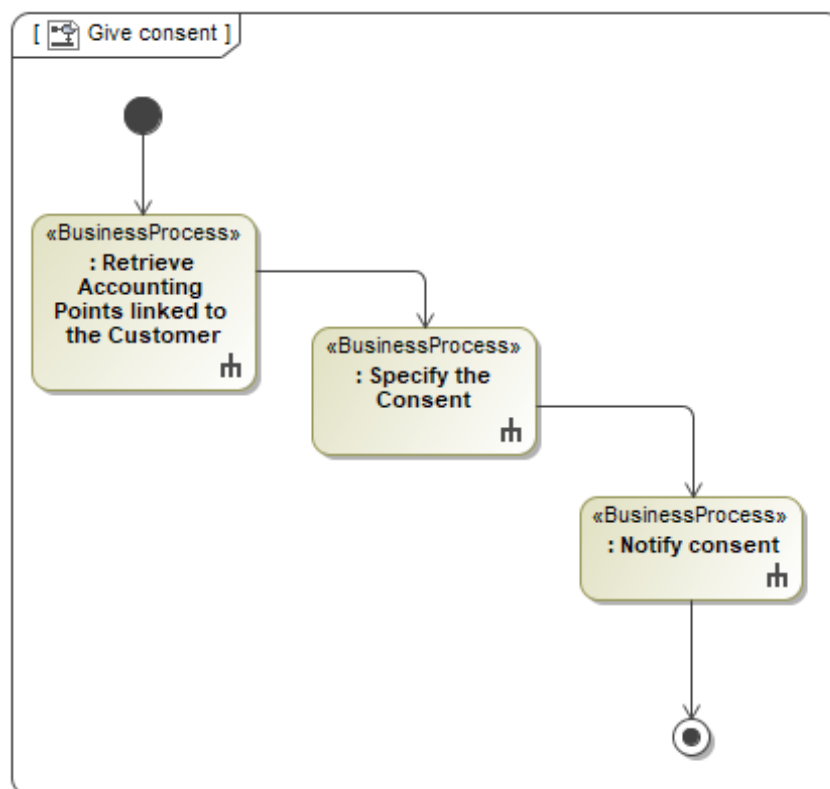 [ Give consent ]
«BusinessProcess»
: Retrieve
Accounting
Points linked to
the Customer
«BusinessProcess»
: Specify the
Consent
«BusinessProcess»
: Notify consent